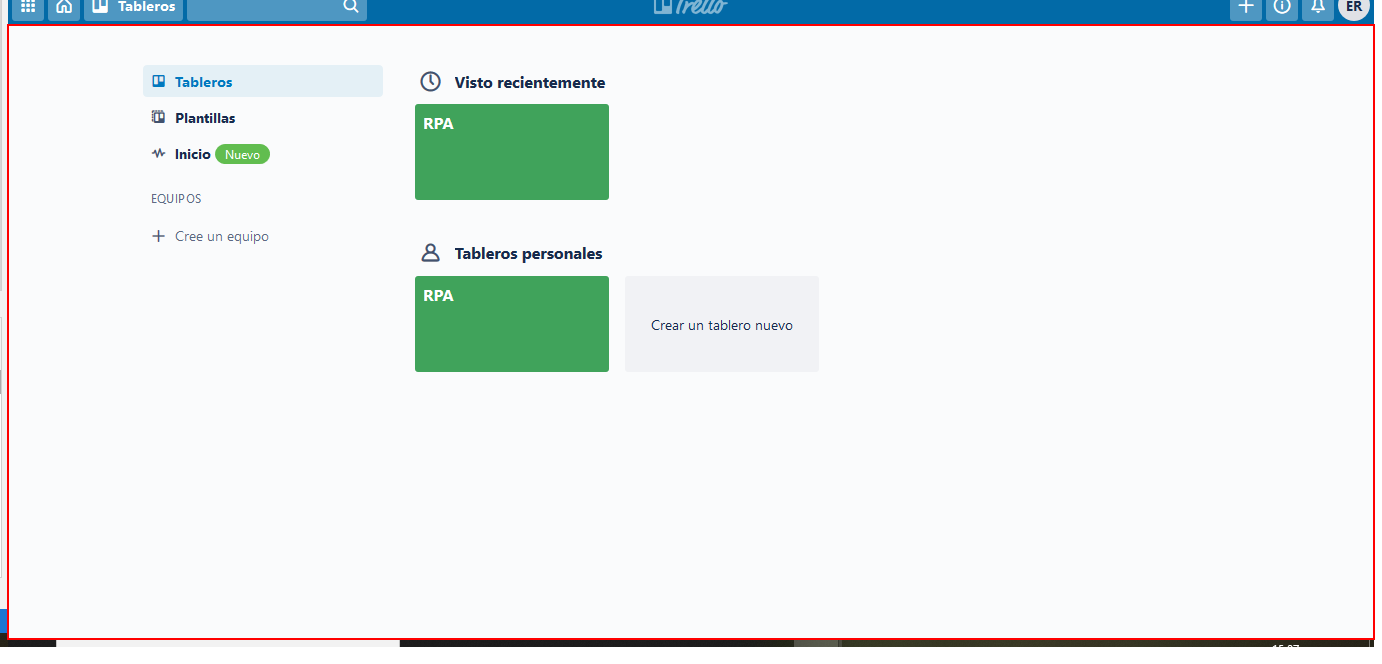 Tableros
Trello
ER
Tableros
Plantillas
Inicio Nuevo
EQUIPOS
Cree un equipo
Visto recientemente
RPA
Tableros personales
RPA
Crear un tablero nuevo